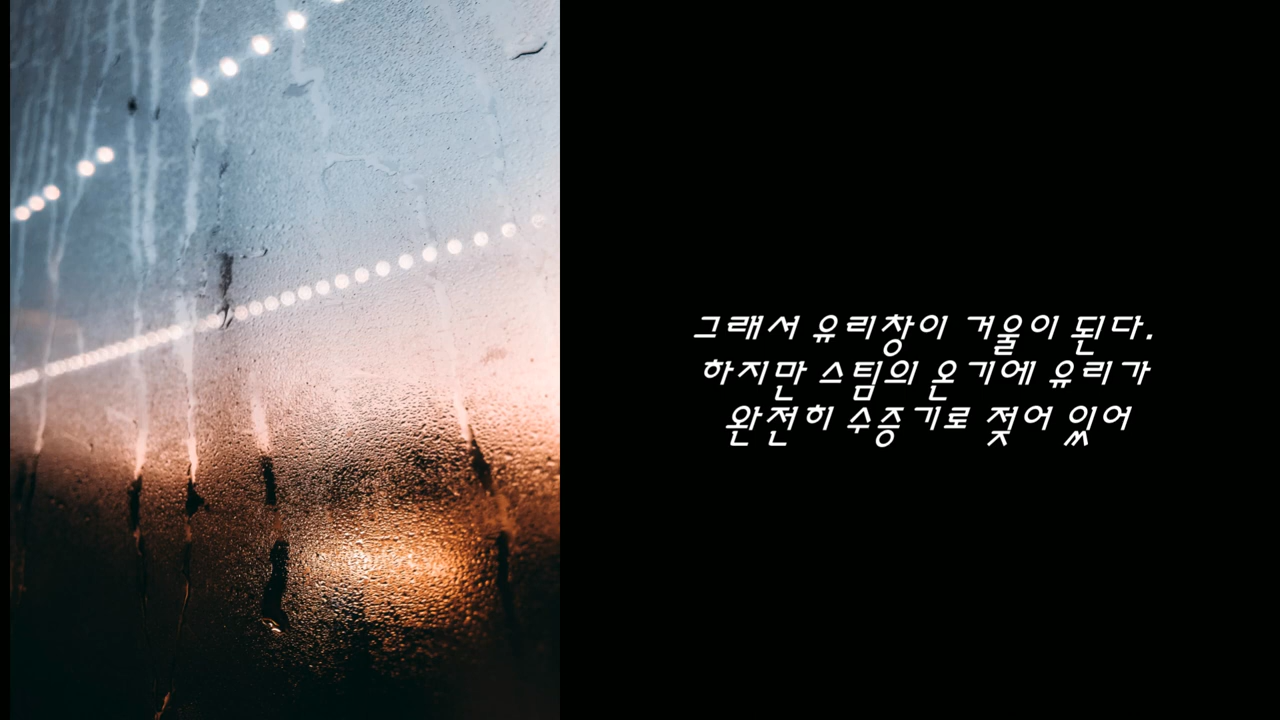 그래서 유리창이 거울이 된다.
하지만 스팀의 온기에 유리가
완전히 수증기로 젖어 있어